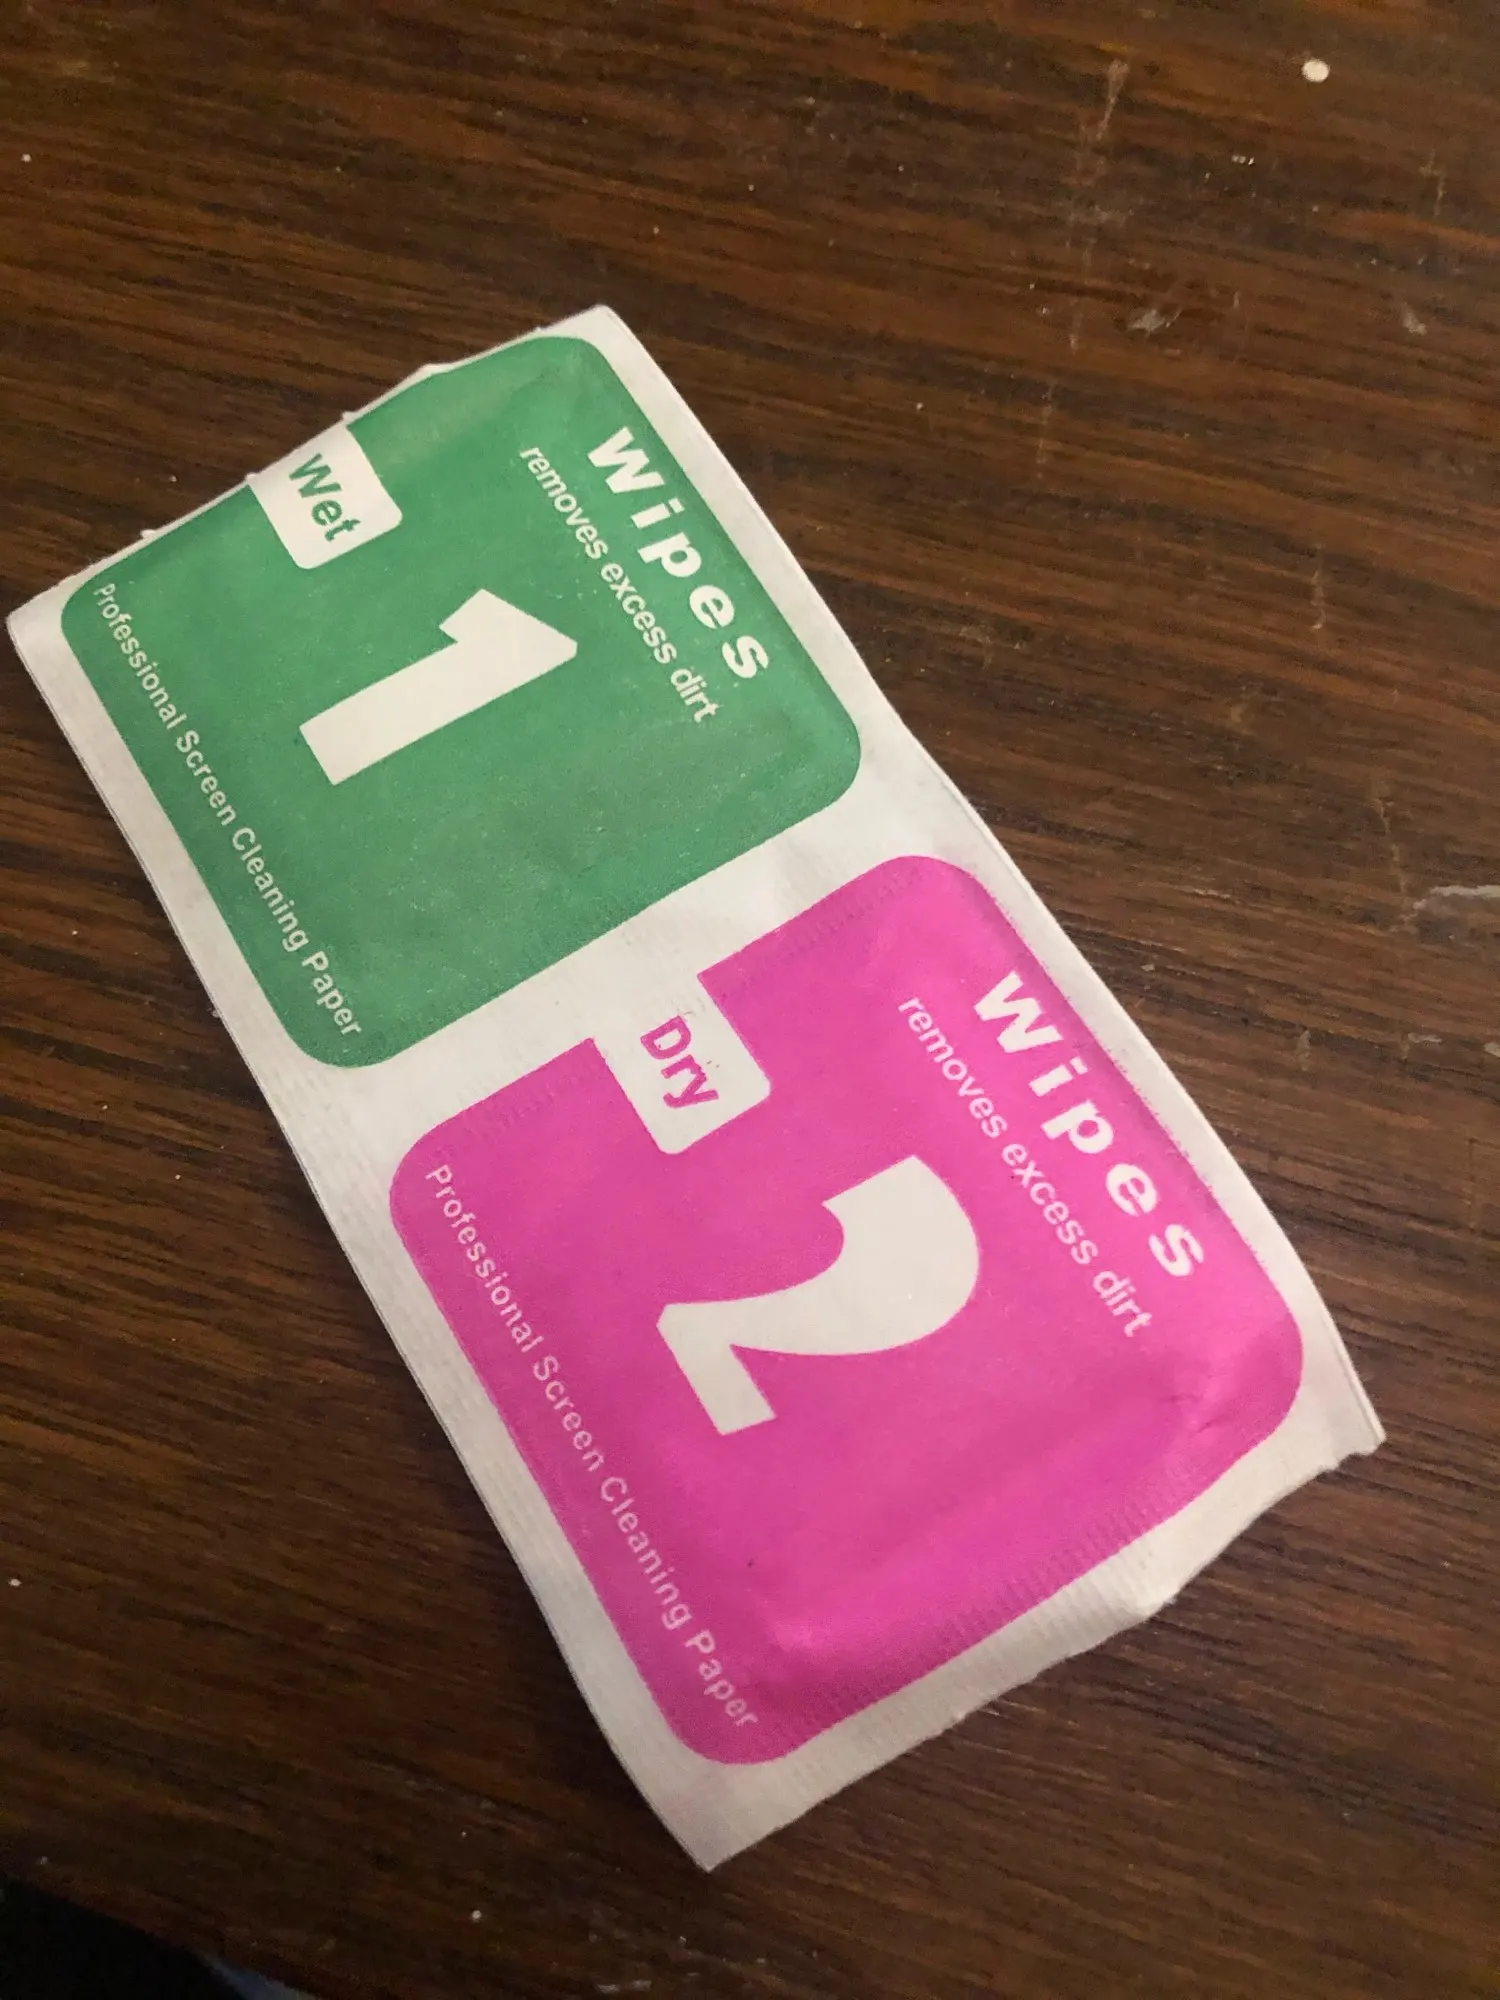 Wipes
removes excess dirt
Wet
1
Professional Screen Cleaning Paper
Wipes
removes excess dirt
Dry
2
Professional Screen Cleaning Paper